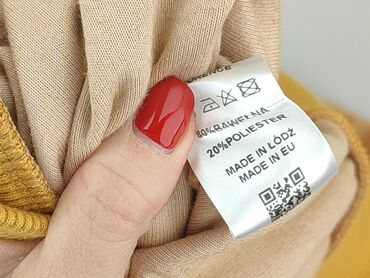 80% BAWEŁNA
20% POLIESTER
MADE IN ŁÓDŹ
MADE IN EU